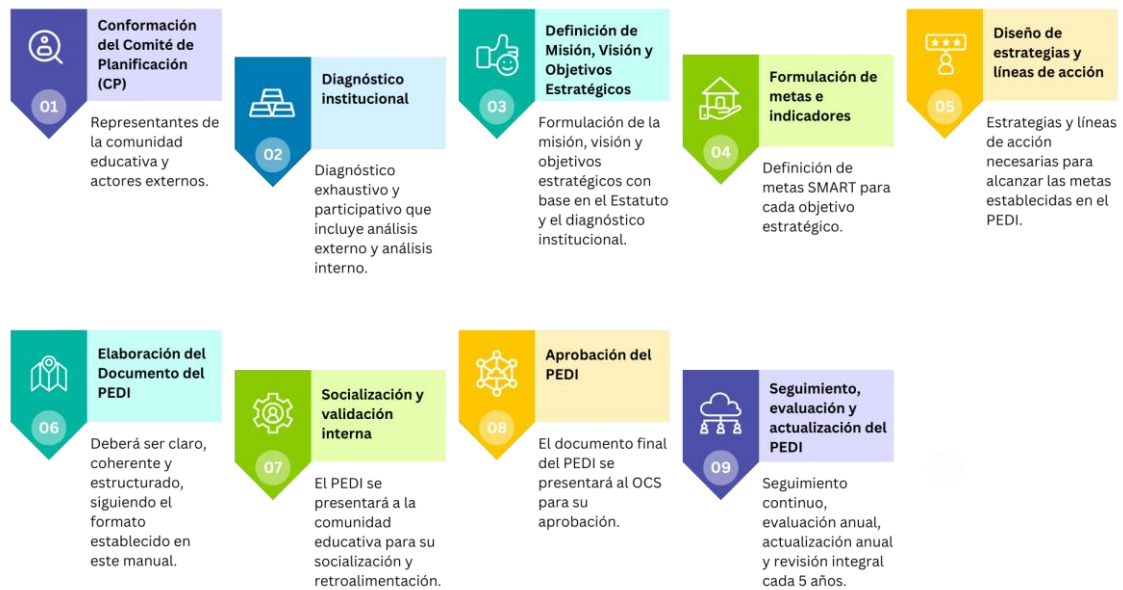 Conformación
del Comité de
Planificación
(CP)
01
Representantes de
la comunidad
educativa y
actores externos.
Diagnóstico
institucional
02
Diagnóstico
exhaustivo y
participativo que
incluye análisis
externo y análisis
interno.
Definición de
Misión, Visión y
Objetivos
Estratégicos
03
Formulación de la
misión, visión y
objetivos
estratégicos con
base en el Estatuto
y el diagnóstico
institucional.
Formulación de
metas e
indicadores
04
Definición de
metas SMART para
cada objetivo
estratégico.
Diseño de
estrategias y
líneas de acción
05
Estrategias y líneas
de acción
necesarias para
alcanzar las metas
establecidas en el
PEDI.
Elaboración del
Documento del
PEDI
06
Deberá ser claro,
coherente y
estructurado,
siguiendo el
formato
establecido en
este manual.
Socialización y
validación
interna
07
El PEDI se
presentará a la
comunidad
educativa para su
socialización y
retroalimentación.
Aprobación del
PEDI
08
El documento final
del PEDI se
presentará al OCS
para su
aprobación.
Seguimiento,
evaluación y
actualización del
PEDI
09
Seguimiento
continuo,
evaluación anual,
actualización anual
y revisión integral
cada 5 años.